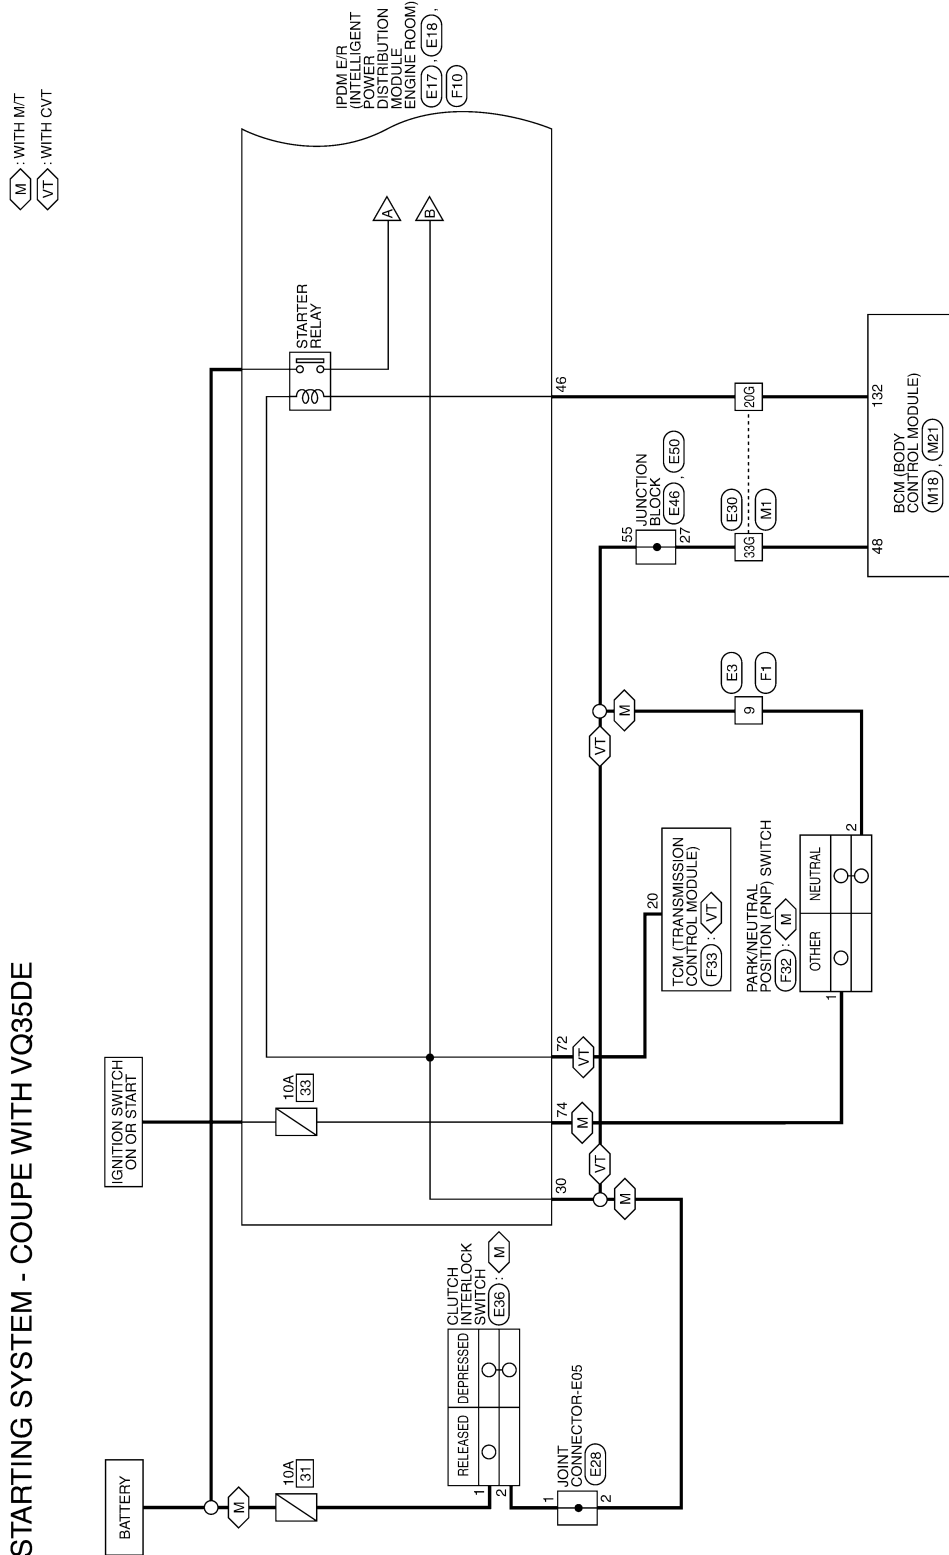 STARTING SYSTEM - COUPE WITH VQ35DE
M : WITH M/T
VT : WITH CVT
BATTERY
IGNITION SWITCH
ON OR START
M
10A
31
10A
33
STARTER
RELAY
A
B
IPDM E/R
(INTELLIGENT
POWER
DISTRIBUTION
MODULE
ENGINE ROOM)
E17 , E18 ,
F10
RELEASED
DEPRESSED
1
2
CLUTCH
INTERLOCK
SWITCH
E36 : M
1
2
JOINT
CONNECTOR-E05
E28
30
74
72
46
M
VT
M
VT
VT
M
20
TCM (TRANSMISSION
CONTROL MODULE)
F33 : VT
55
27
JUNCTION
BLOCK
E46 , E50
PARK/NEUTRAL
POSITION (PNP) SWITCH
F32 : M
OTHER
NEUTRAL
1
2
9
E3
F1
33G
E30
M1
20G
48
132
BCM (BODY
CONTROL MODULE)
M18 , M21